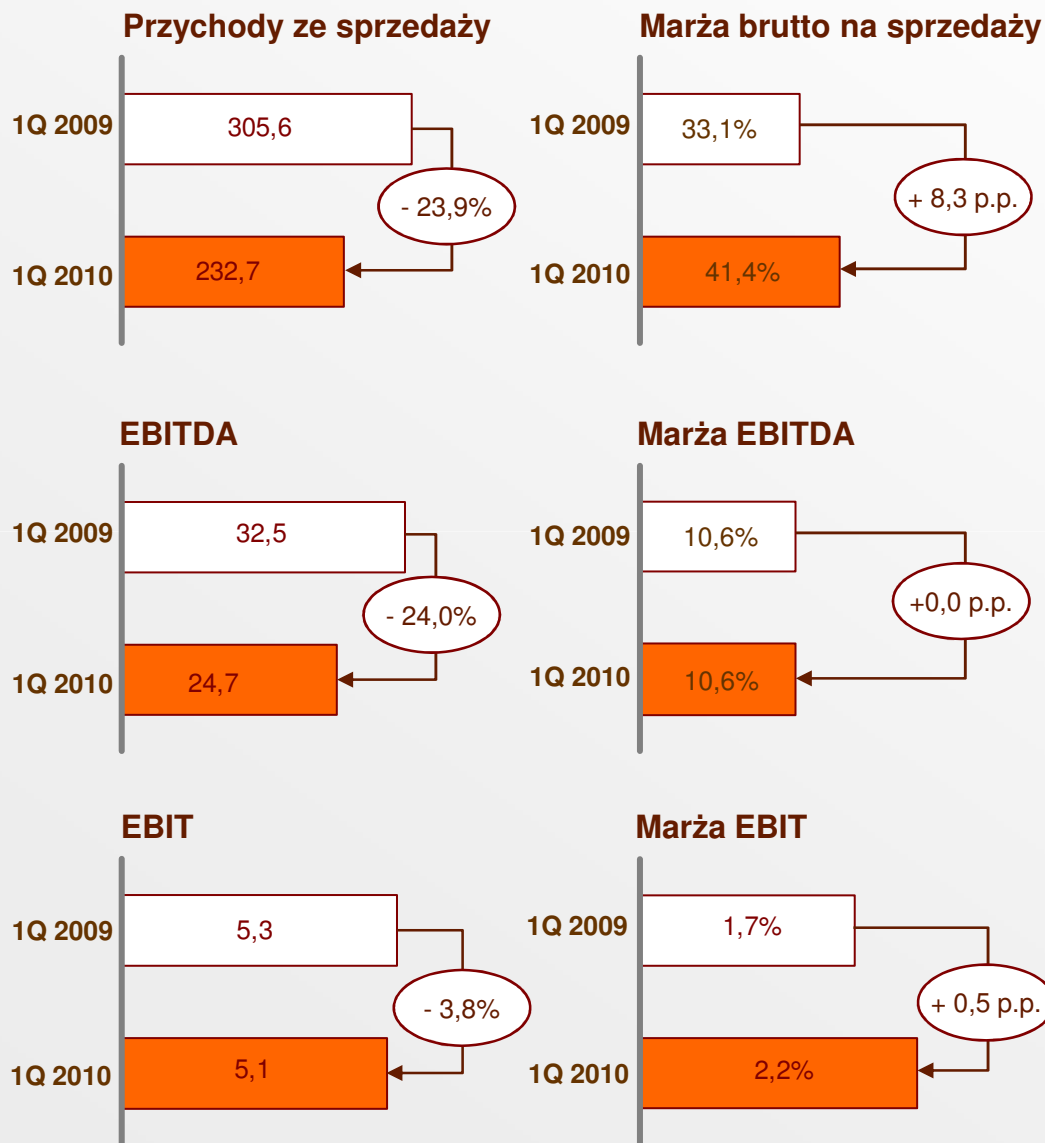 Przychody ze sprzedaży
1Q 2009
305,6
- 23,9%
1Q 2010
232,7
Marża brutto na sprzedaży
1Q 2009
33,1%
+ 8,3 p.p.
1Q 2010
41,4%
EBITDA
1Q 2009
32,5
- 24,0%
1Q 2010
24,7
Marża EBITDA
1Q 2009
10,6%
+0,0 p.p.
1Q 2010
10,6%
EBIT
1Q 2009
5,3
- 3,8%
1Q 2010
5,1
Marża EBIT
1Q 2009
1,7%
+ 0,5 p.p.
1Q 2010
2,2%